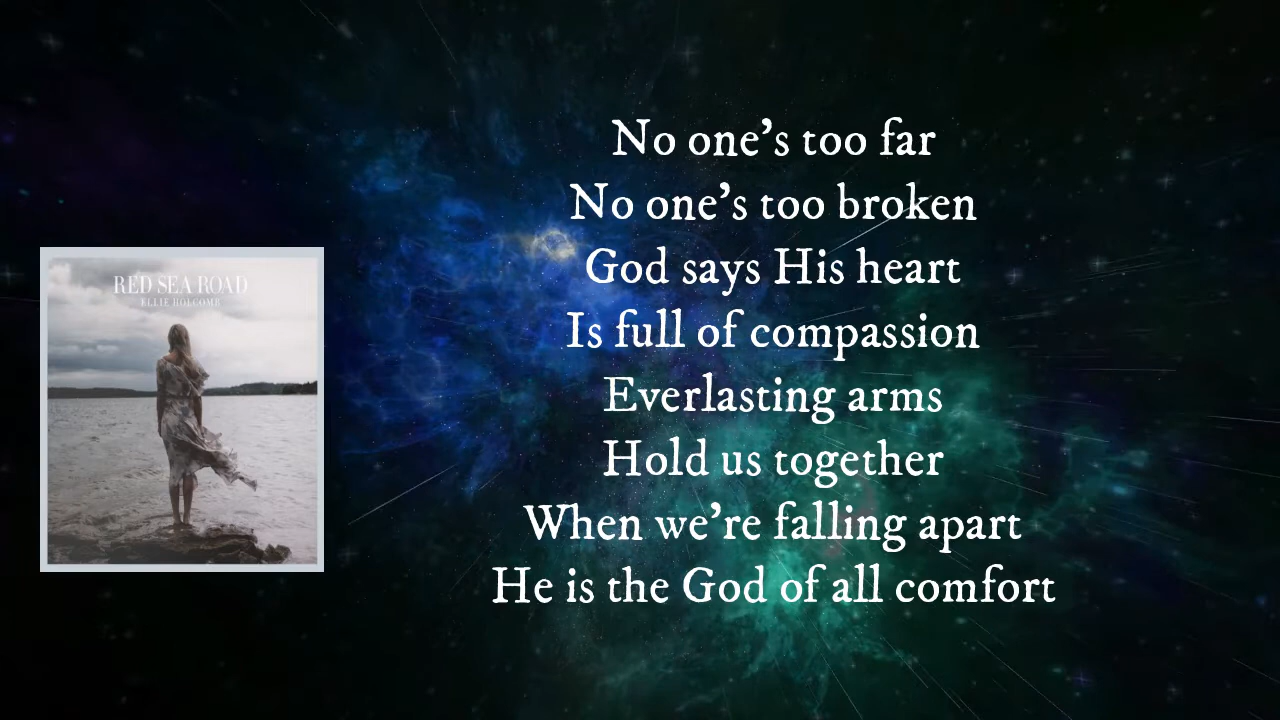 RED SEA ROAD
ELLIE HOLCOMB
No one's too far
No one's too broken
God says His heart
Is full of compassion
Everlasting arms
Hold us together
When we're falling apart
He is the God of all comfort